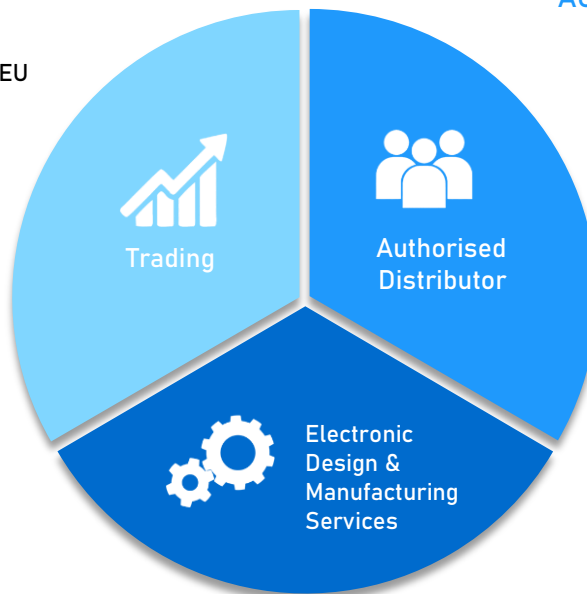 EU
Trading
Authorised
Distributor
Electronic
Design &
Manufacturing
Services